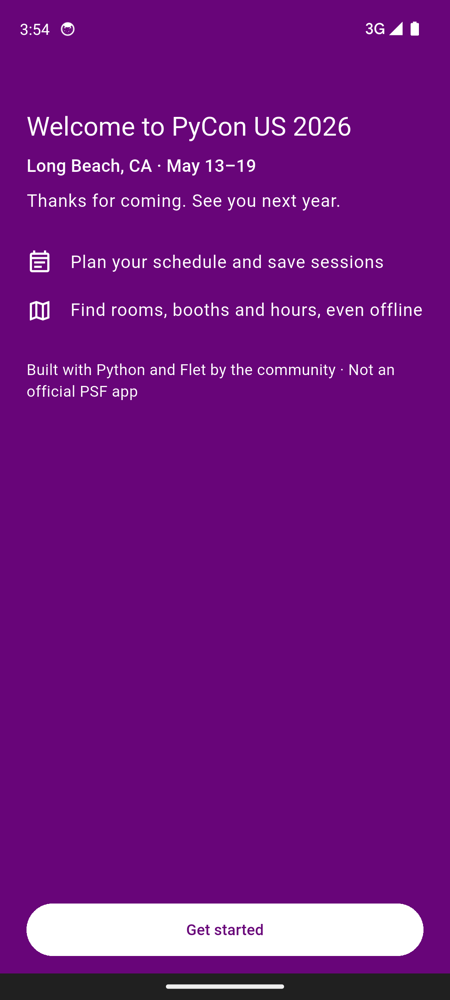 3:54
3G
Welcome to PyCon US 2026
Long Beach, CA · May 13–19
Thanks for coming. See you next year.
Plan your schedule and save sessions
Find rooms, booths and hours, even offline
Built with Python and Flet by the community · Not an
official PSF app
Get started